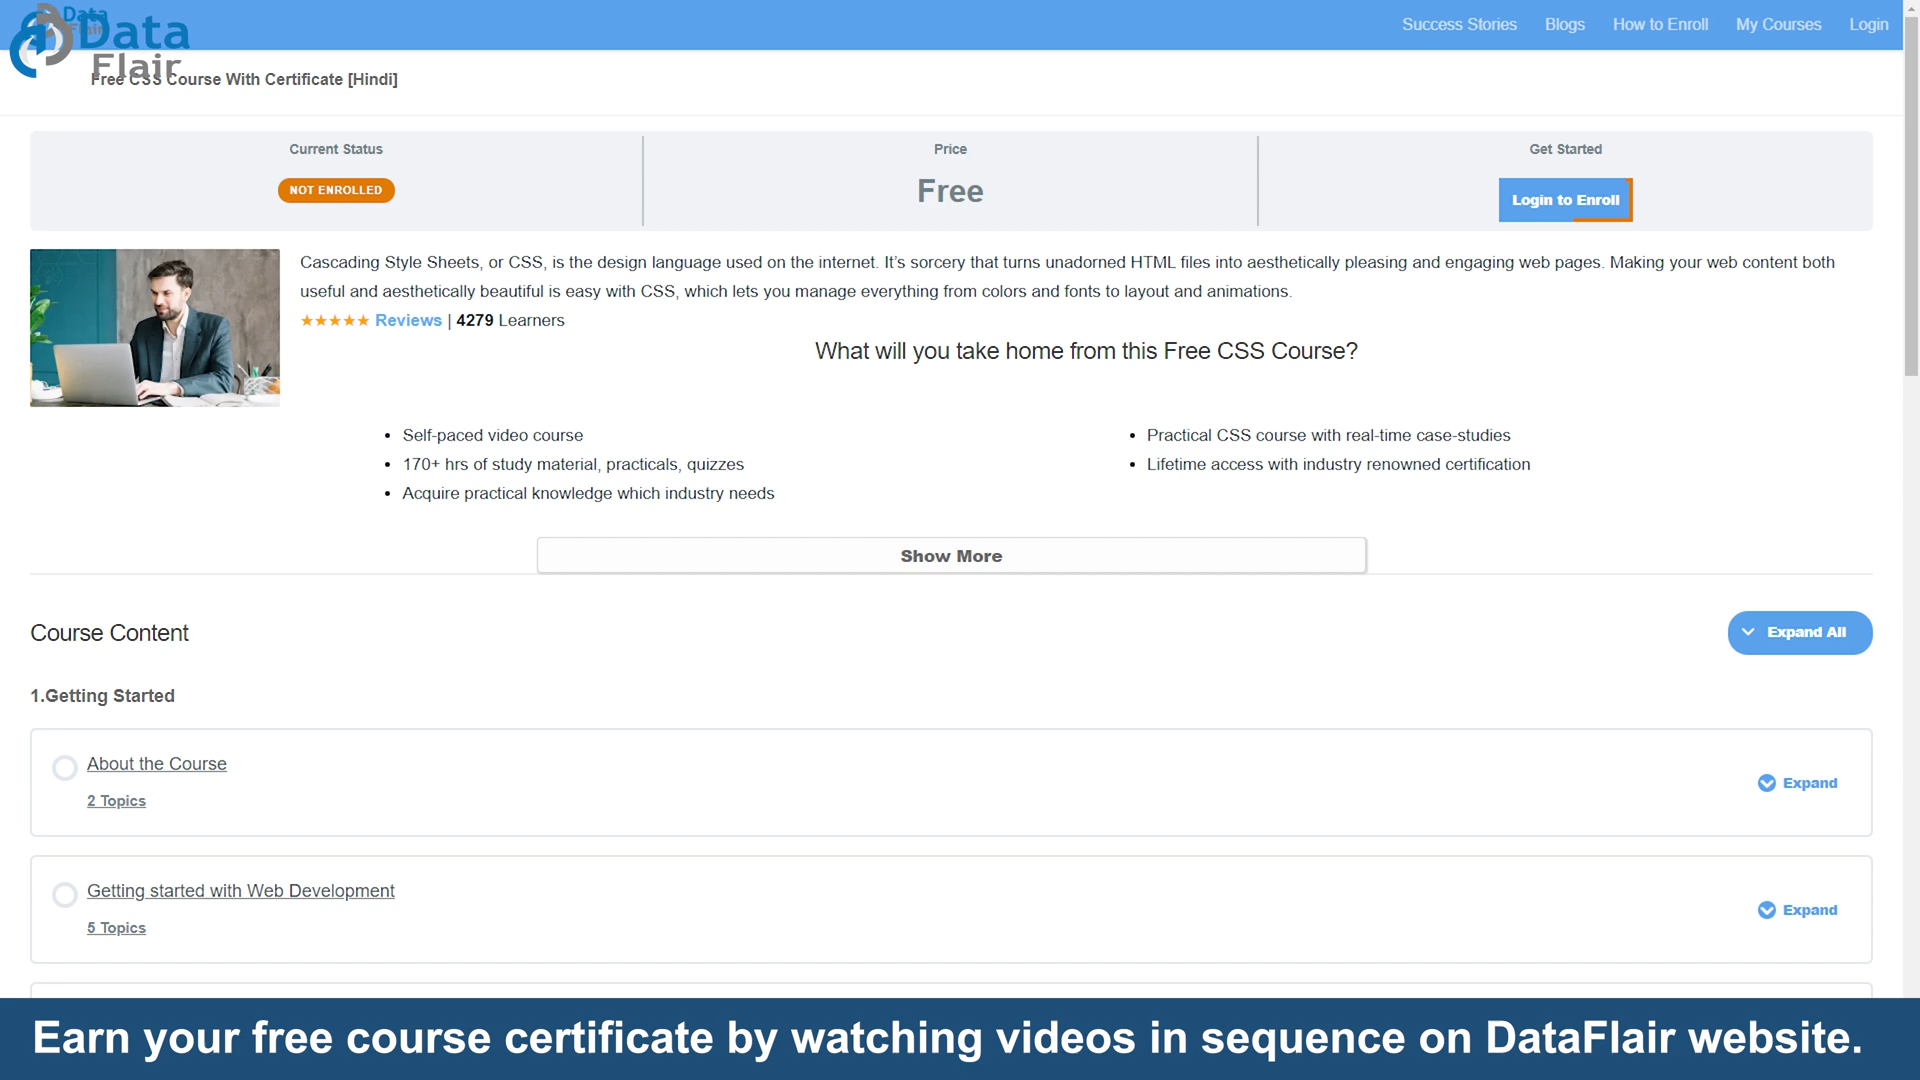 Data
Flair
Success Stories
Blogs
How to Enroll
My Courses
Login
Free CSS Course With Certificate [Hindi]
Current Status
NOT ENROLLED
Price
Free
Get Started
Login to Enroll
Cascading Style Sheets, or CSS, is the design language used on the internet. It’s sorcery that turns unadorned HTML files into aesthetically pleasing and engaging web pages. Making your web content both
useful and aesthetically beautiful is easy with CSS, which lets you manage everything from colors and fonts to layout and animations.
★★★★★ Reviews | 4279 Learners
What will you take home from this Free CSS Course?
• Self-paced video course
• 170+ hrs of study material, practicals, quizzes
• Acquire practical knowledge which industry needs
• Practical CSS course with real-time case-studies
• Lifetime access with industry renowned certification
Show More
Course Content
Expand All
1.Getting Started
About the Course
2 Topics
Expand
Getting started with Web Development
5 Topics
Expand
Earn your free course certificate by watching videos in sequence on DataFlair website.